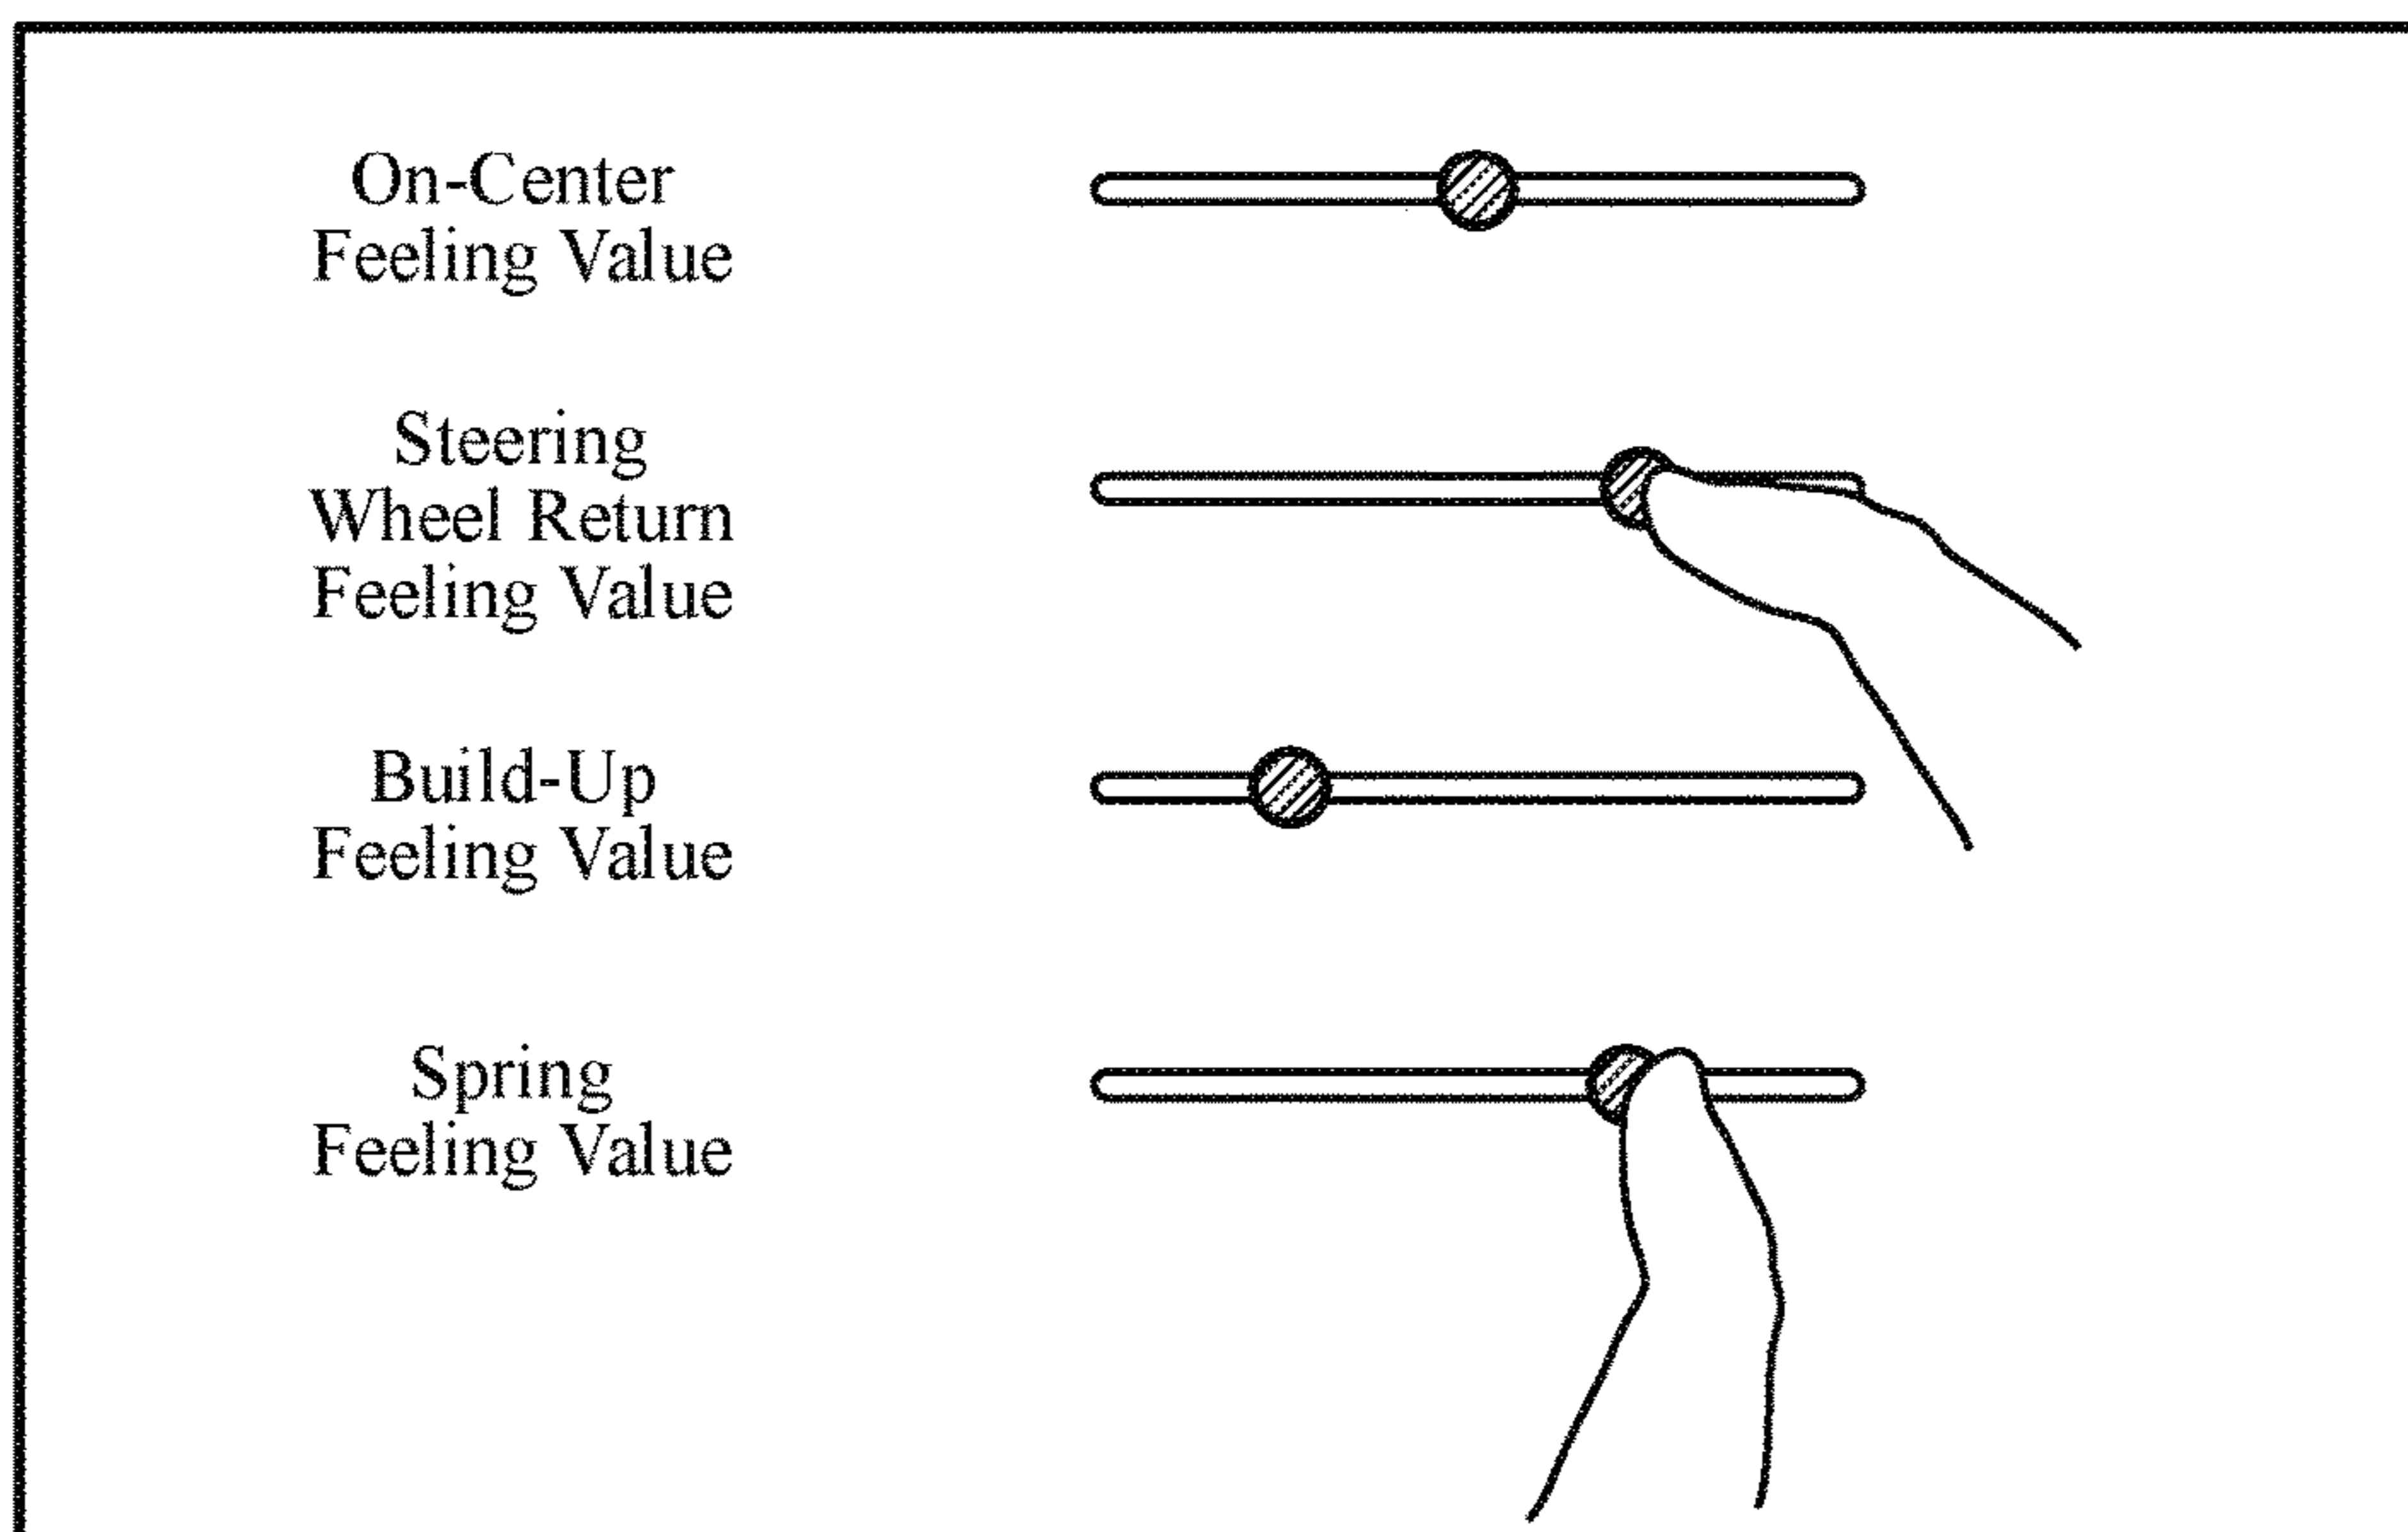 On-Center
Feeling Value
Steering
Wheel Return
Feeling Value
Build-Up
Feeling Value
Spring
Feeling Value